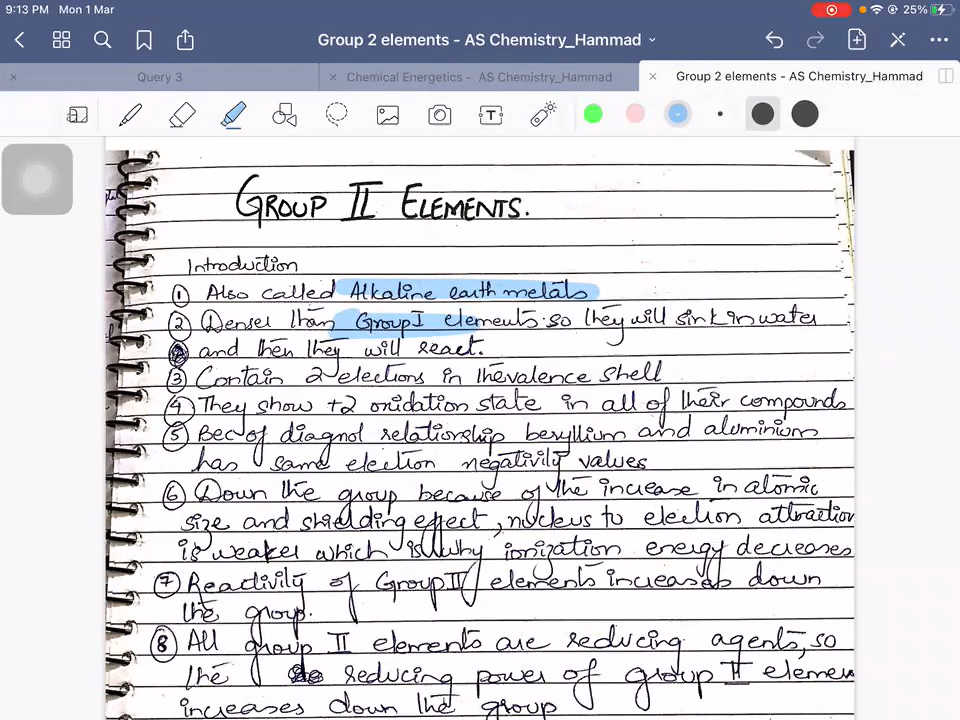 9:13 PM Mon 1 Mar
25%
Group 2 elements - AS Chemistry_Hammad
Query 3
Chemical Energetics - AS Chemistry_Hammad
Group 2 elements - AS Chemistry_Hammad
GROUP II ELEMENTS.
Introduction
① Also called Alkaline earth metals
② Denser than Group I elements so they will sink in water
and then they will react.
③ Contain 2 electrons in the valence shell
④ They show +2 oxidation state in all of their compounds
⑤ Bec of diagnol relationship beryllium and aluminium
has same electron negativity values
⑥ Down the group because of the increase in atomic
size and shielding effect, nucleus to electron attraction
is weaker which is why ionization energy decreases
⑦ Reactivity of Group II elements increases down
the group.
⑧ All group II elements are reducing agents, so
the reducing power of group II elemen
increases down the group